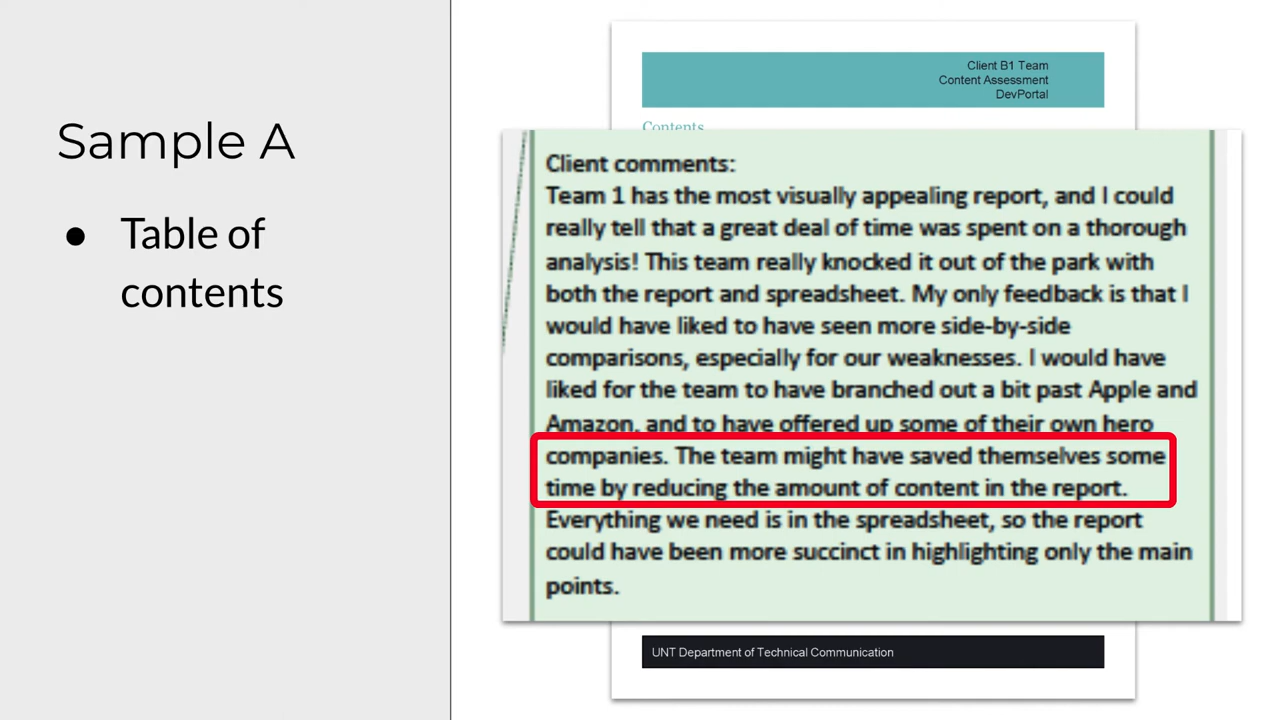 Sample A
● Table of
contents
Client B1 Team
Content Assessment
DevPortal
Contents
Client comments:
Team 1 has the most visually appealing report, and I could
really tell that a great deal of time was spent on a thorough
analysis! This team really knocked it out of the park with
both the report and spreadsheet. My only feedback is that I
would have liked to have seen more side-by-side
comparisons, especially for our weaknesses. I would have
liked for the team to have branched out a bit past Apple and
Amazon, and to have offered up some of their own hero
companies. The team might have saved themselves some
time by reducing the amount of content in the report.
Everything we need is in the spreadsheet, so the report
could have been more succinct in highlighting only the main
points.
UNT Department of Technical Communication